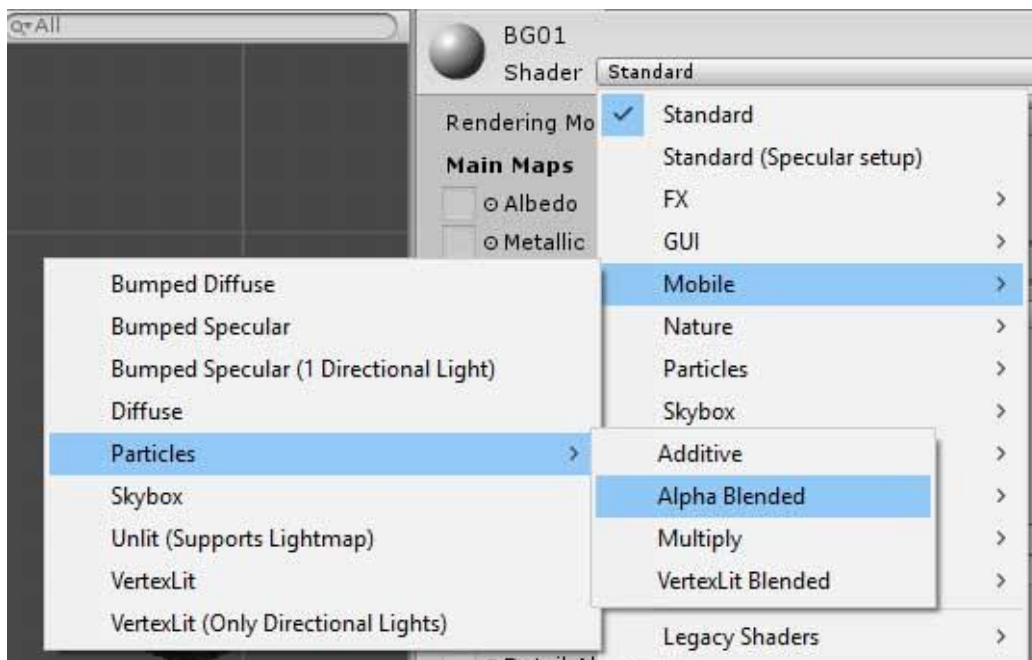 All
BG01
Shader Standard
Rendering Mo
Main Maps
Albedo
Metallic
Standard
Standard (Specular setup)
FX
GUI
Mobile
Nature
Particles
Skybox
Legacy Shaders
Bumped Diffuse
Bumped Specular
Bumped Specular (1 Directional Light)
Diffuse
Particles
Skybox
Unlit (Supports Lightmap)
VertexLit
VertexLit (Only Directional Lights)
Additive
Alpha Blended
Multiply
VertexLit Blended